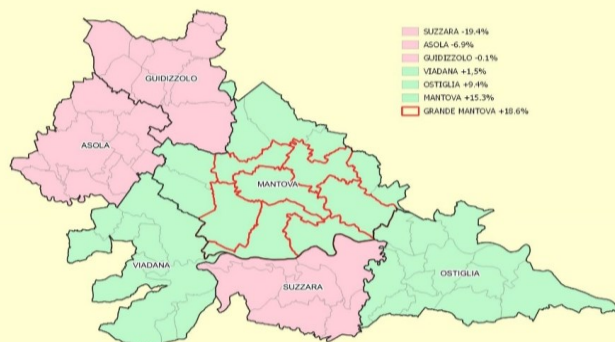 SUZZARA -19.4%
ASOLA -6.9%
GUIDIZZOLO -0.1%
VIADANA +1,5%
OSTIGLIA +9.4%
MANTOVA +15.3%
GRANDE MANTOVA +18.6%
GUIDIZZOLO
ASOLA
MANTOVA
VIADANA
SUZZARA
OSTIGLIA